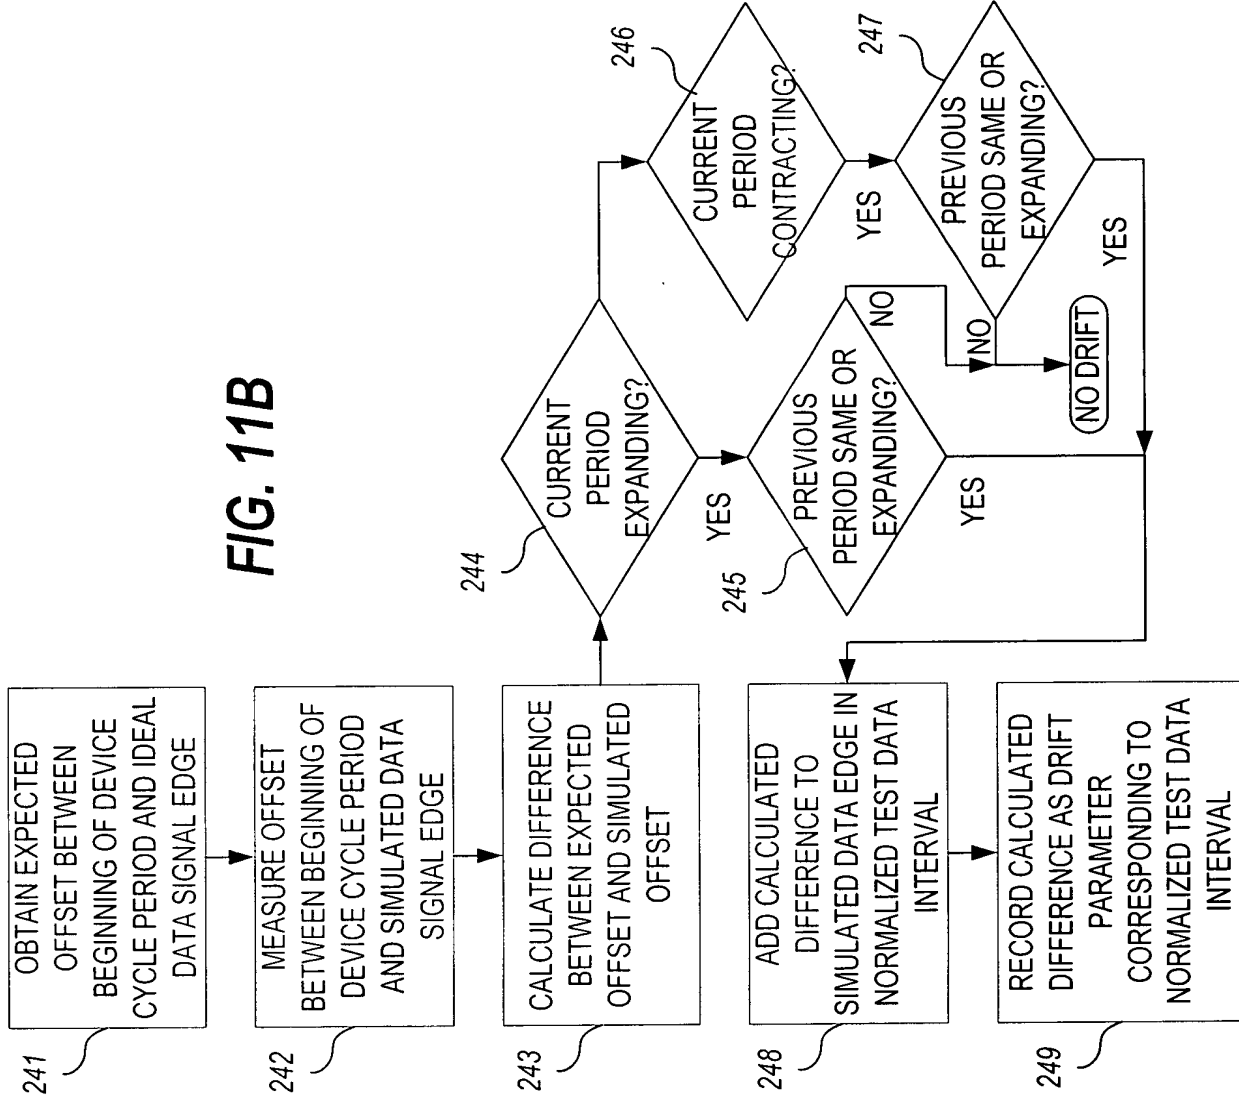 FIG. 11B
241
OBTAIN EXPECTED
OFFSET BETWEEN
BEGINNING OF DEVICE
CYCLE PERIOD AND IDEAL
DATA SIGNAL EDGE
242
MEASURE OFFSET
BETWEEN BEGINNING OF
DEVICE CYCLE PERIOD
AND SIMULATED DATA
SIGNAL EDGE
243
CALCULATE DIFFERENCE
BETWEEN EXPECTED
OFFSET AND SIMULATED
OFFSET
244
CURRENT
PERIOD
EXPANDING?
YES
245
PREVIOUS
PERIOD SAME OR
EXPANDING?
NO
YES
246
CURRENT
PERIOD
CONTRACTING?
YES
247
PREVIOUS
PERIOD SAME OR
EXPANDING?
NO
YES
NO DRIFT
248
ADD CALCULATED
DIFFERENCE TO
SIMULATED DATA EDGE IN
NORMALIZED TEST DATA
INTERVAL
249
RECORD CALCULATED
DIFFERENCE AS DRIFT
PARAMETER
CORRESPONDING TO
NORMALIZED TEST DATA
INTERVAL